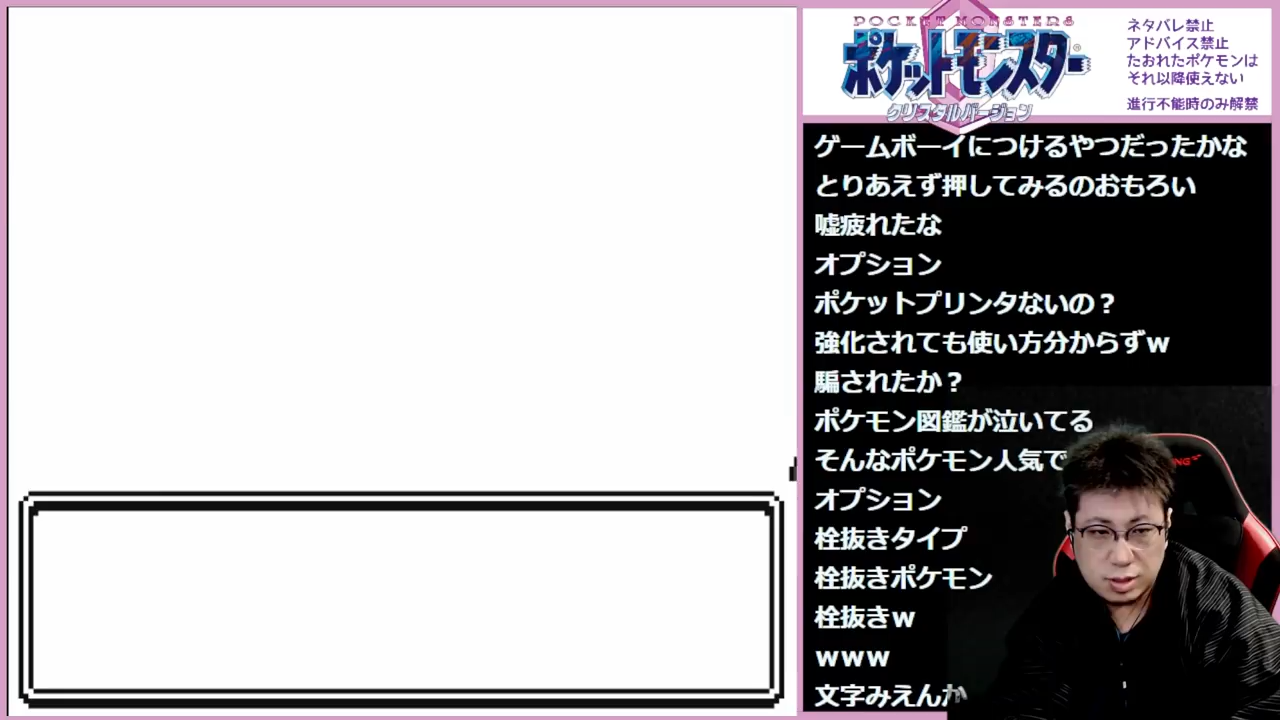 POCKET MONSTERS
ポケットモンスター
クリスタルバージョン
ネタバレ禁止
アドバイス禁止
たおれたポケモンは
それ以降使えない
進行不能時のみ解禁
ゲームボーイにつけるやつだったかな
とりあえず押してみるのおもろい
嘘疲れたな
オプション
ポケットプリンタないの？
強化されても使い方分からずｗ
騙されたか？
ポケモン図鑑が泣いてる
そんなポケモン人気で
オプション
栓抜きタイプ
栓抜きポケモン
栓抜きｗ
ｗｗｗ
文字みえんか